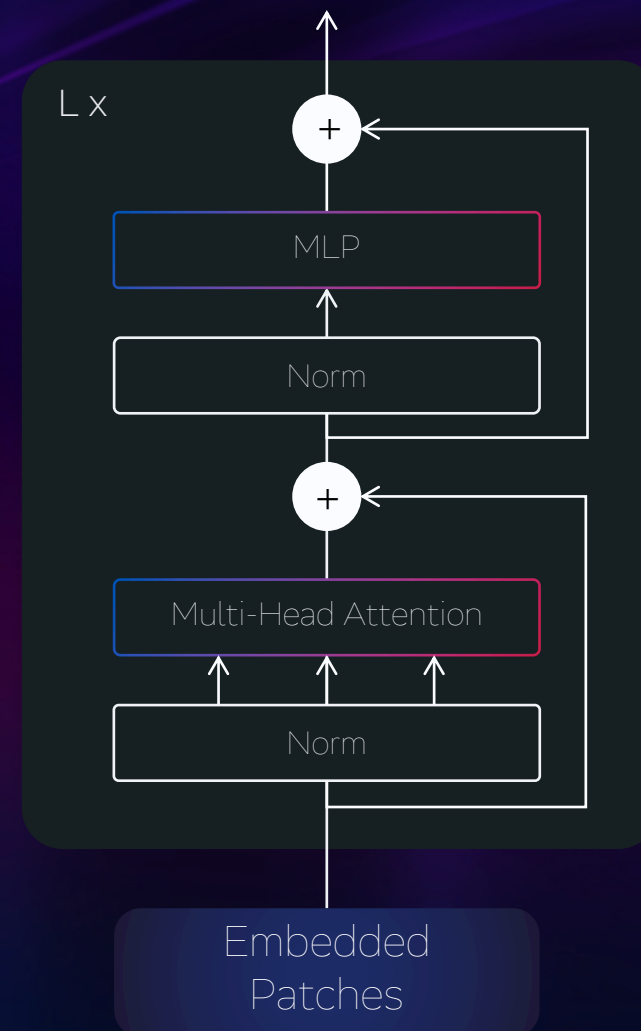 L x
+
MLP
Norm
+
Multi-Head Attention
Norm
Embedded
Patches